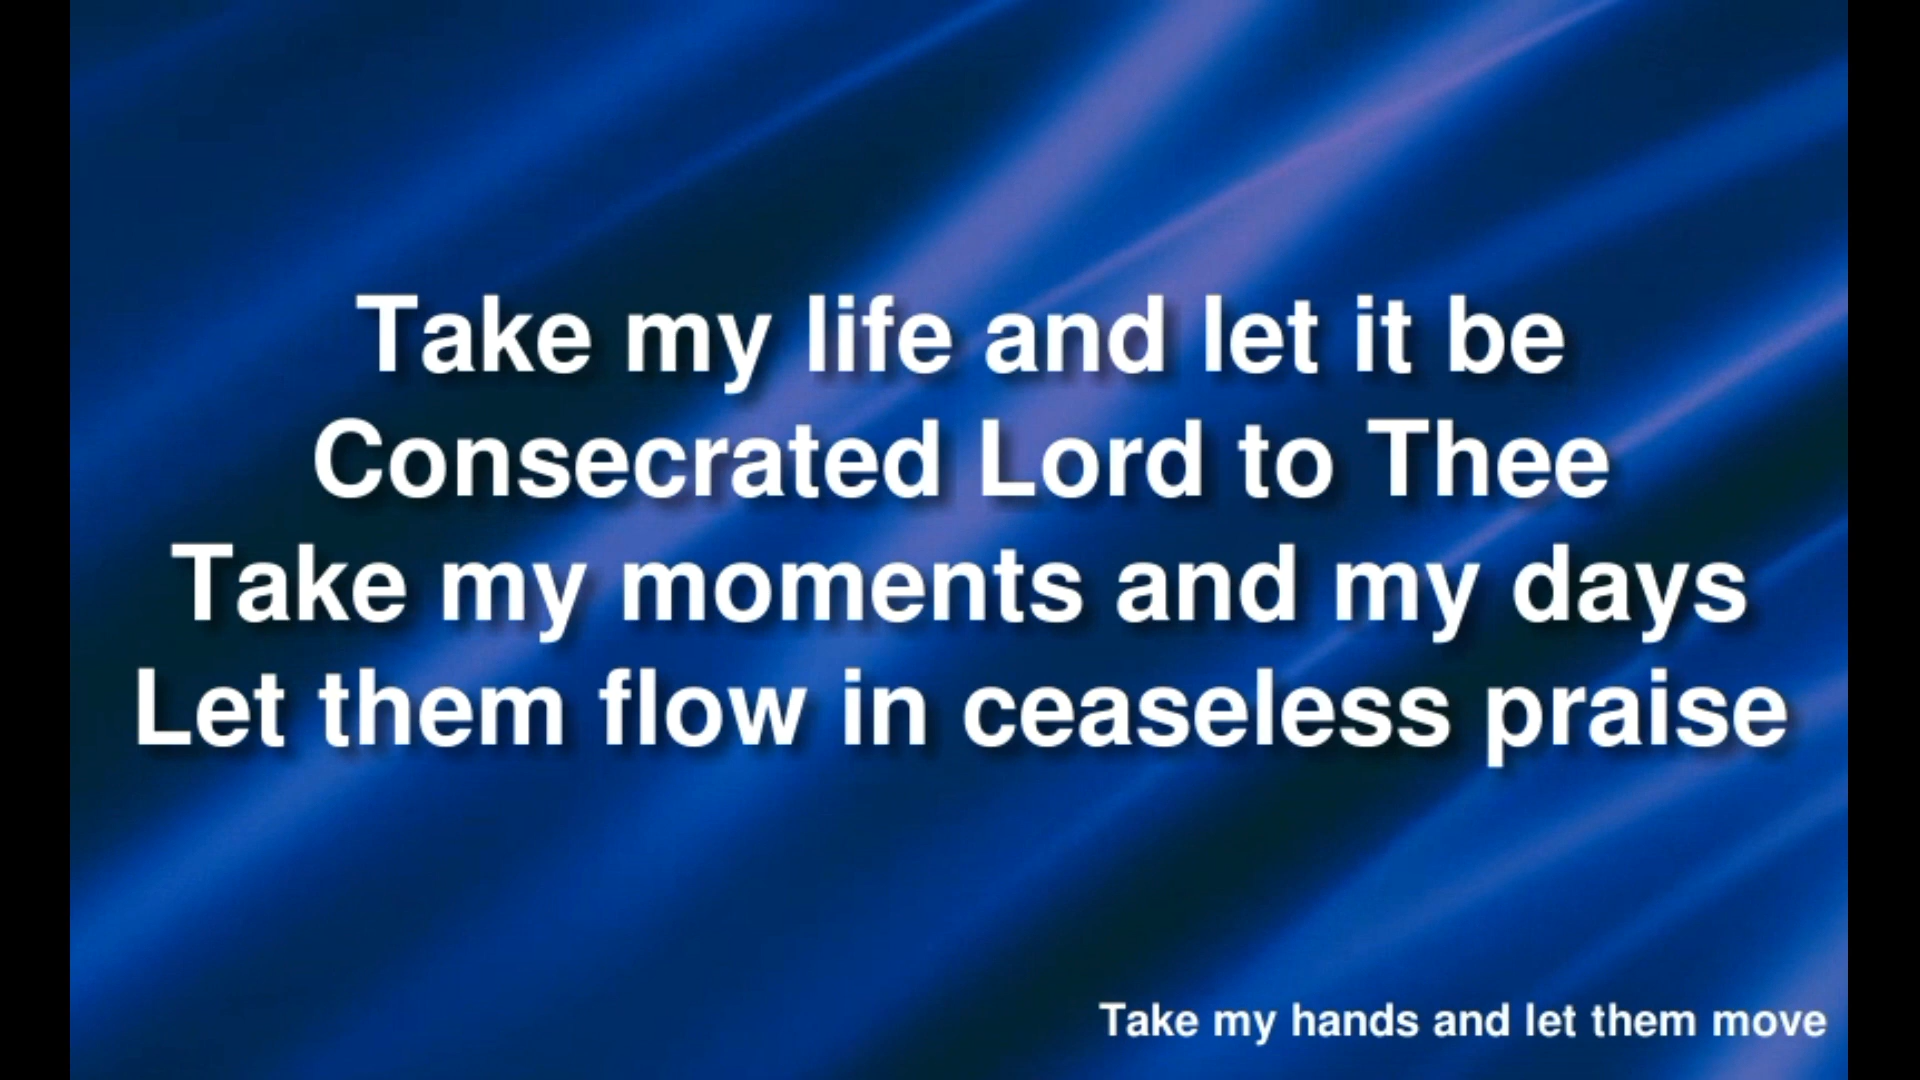 Take my life and let it be
Consecrated Lord to Thee
Take my moments and my days
Let them flow in ceaseless praise
Take my hands and let them move